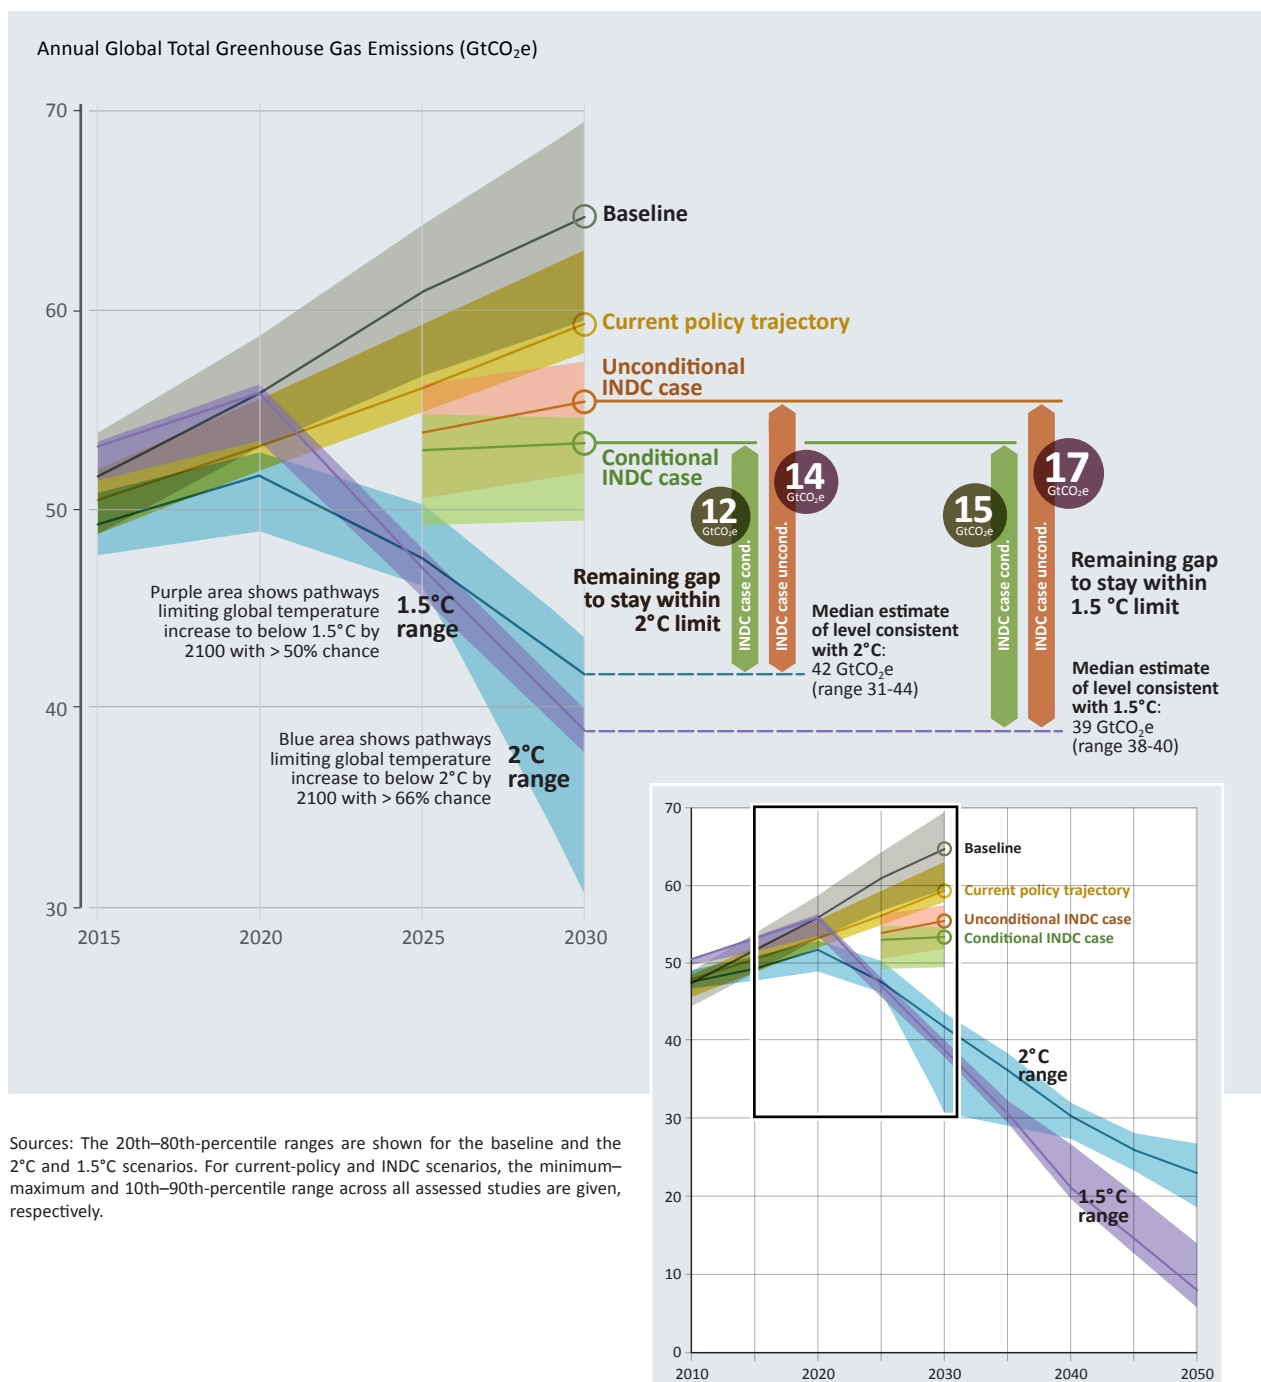 Annual Global Total Greenhouse Gas Emissions (GtCO₂e)
70
60
50
40
30
2015
2020
2025
2030
Baseline
Current policy trajectory
Unconditional
INDC case
Conditional
INDC case
12
GtCO₂e
14
GtCO₂e
15
GtCO₂e
17
GtCO₂e
INDC case cond.
INDC case uncond.
INDC case cond.
INDC case uncond.
Remaining gap
to stay within
2°C limit
Remaining gap
to stay within
1.5 °C limit
Purple area shows pathways
limiting global temperature
increase to below 1.5°C by
2100 with > 50% chance
1.5°C
range
Median estimate
of level consistent
with 2°C:
42 GtCO₂e
(range 31-44)
Median estimate
of level consistent
with 1.5°C:
39 GtCO₂e
(range 38-40)
Blue area shows pathways
limiting global temperature
increase to below 2°C by
2100 with > 66% chance
2°C
range
70
60
50
40
30
20
10
0
2010
2020
2030
2040
2050
Baseline
Current policy trajectory
Unconditional INDC case
Conditional INDC case
2°C
range
1.5°C
range
Sources: The 20th–80th-percentile ranges are shown for the baseline and the
2°C and 1.5°C scenarios. For current-policy and INDC scenarios, the minimum–
maximum and 10th–90th-percentile range across all assessed studies are given,
respectively.